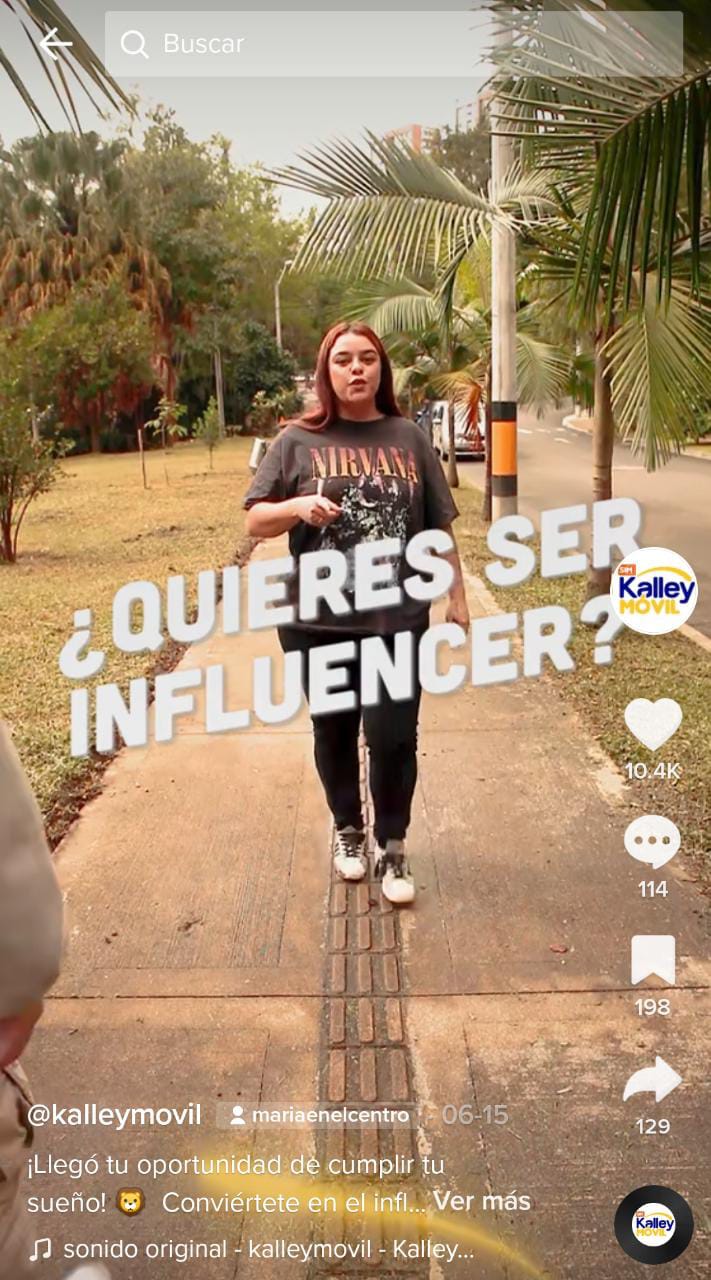 Buscar
NIRVANA
¿QUIERES SER
INFLUENCER?
SIM
Kalley
MÓVIL
10.4K
114
198
129
@kalleymovil mariaenelcentro · 06-15
¡Llegó tu oportunidad de cumplir tu
sueño! 🦁 Conviértete en el infl... Ver más
sonido original - kalleymovil - Kalley...
SIM
Kalley
MÓVIL